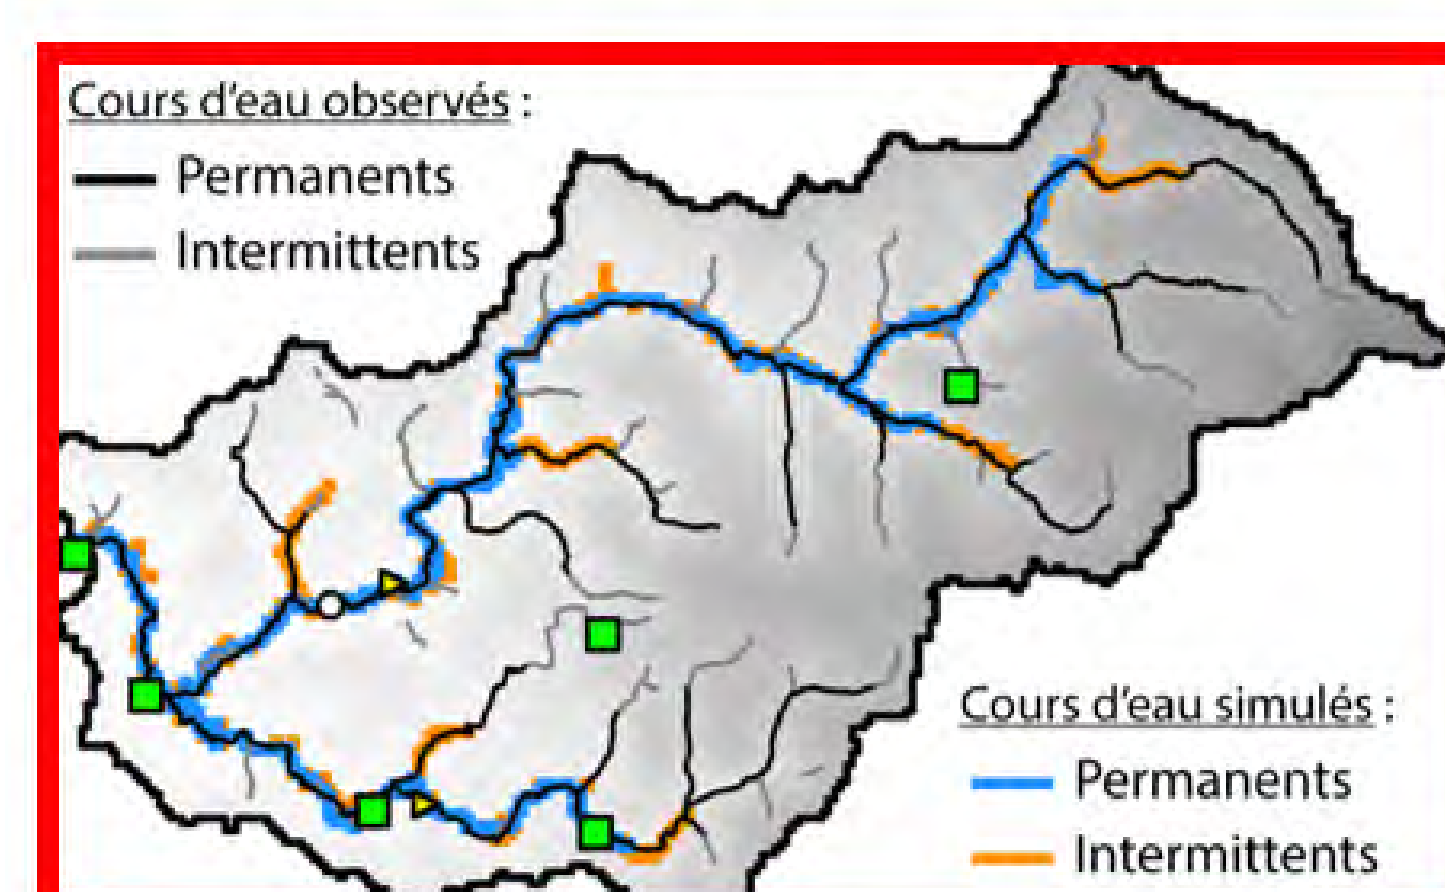 Cours d'eau observés :
Permanents
Intermittents
Cours d'eau simulés :
Permanents
Intermittents